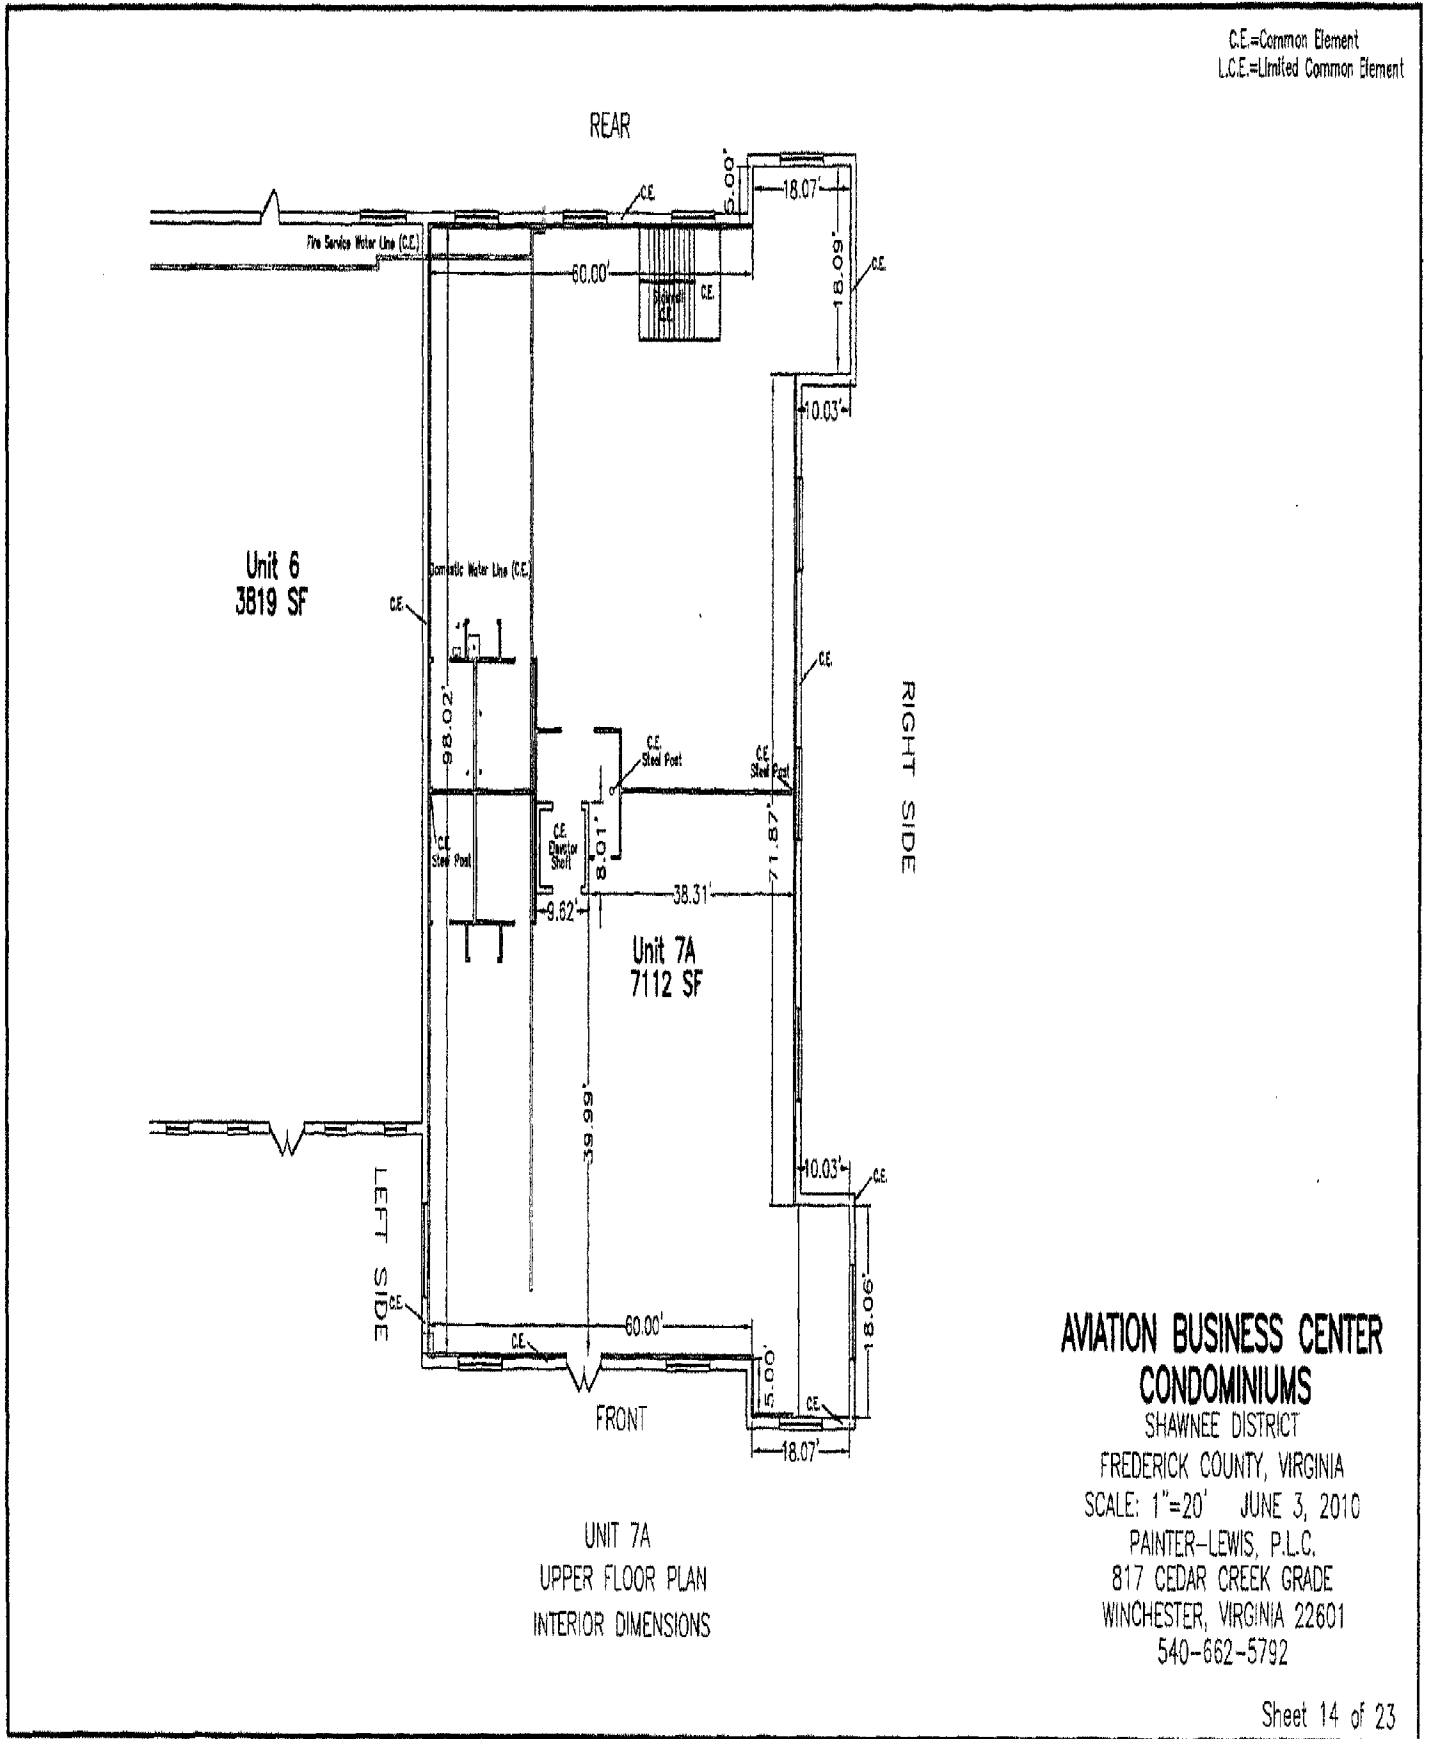 C.E.=Common Element
L.C.E.=Limited Common Element
REAR
5.00'
18.07'
C.E.
Fire Service Water Line (C.E.)
60.00'
C.E.
C.E.
18.09'
C.E.
10.03'
Unit 6
3819 SF
Domestic Water Line (C.E.)
C.E.
C.E.
98.02'
RIGHT SIDE
C.E.
Steel Post
C.E.
Steel Post
71.87'
C.E.
Elevator
Shaft
8.01'
C.E.
Steel Post
38.31'
9.62'
Unit 7A
7112 SF
39.99'
10.03'
C.E.
LEFT SIDE
C.E.
60.00'
C.E.
18.06'
5.00'
C.E.
FRONT
18.07'
UNIT 7A
UPPER FLOOR PLAN
INTERIOR DIMENSIONS
AVIATION BUSINESS CENTER
CONDOMINIUMS
SHAWNEE DISTRICT
FREDERICK COUNTY, VIRGINIA
SCALE: 1"=20' JUNE 3, 2010
PAINTER-LEWIS, P.L.C.
817 CEDAR CREEK GRADE
WINCHESTER, VIRGINIA 22601
540-662-5792
Sheet 14 of 23